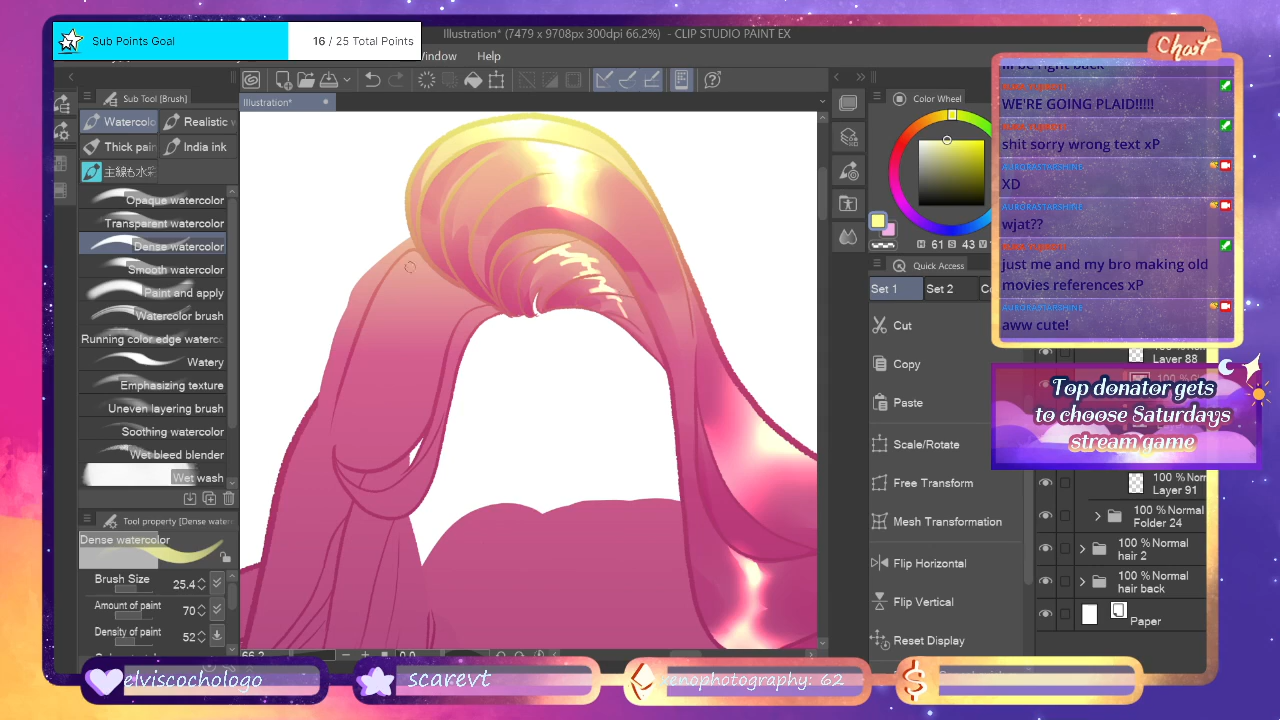 Sub Points Goal
16 / 25 Total Points
Illustration* (7479 x 9708px 300dpi 66.2%) - CLIP STUDIO PAINT EX
Help
Sub Tool [Brush]
Illustration*
Color Wheel
Realistic
Thick pain
India ink
Opaque watercolor
Transparent watercolor
Dense watercolor
Smooth watercolor
Paint and apply
Watercolor brush
Running color edge
Watery
Emphasizing texture
Uneven layering brush
Soothing watercolor
Wet bleed blender
Wet wash
Tool property [Dense
Dense watercolor
Brush Size
25.4
Amount of paint
70
Density of paint
52
H 61 S 43 V
Quick Access
Set 1
Set 2
Cut
Copy
Paste
Scale/Rotate
Free Transform
Mesh Transformation
Flip Horizontal
Flip Vertical
Reset Display
Chat
WE'RE GOING PLAID!!!!!
shit sorry wrong text xP
AURORASTARSHINE
XD
AURORASTARSHINE
wjat??
just me and my bro making old
movies references xP
AURORASTARSHINE
aww cute!
Layer 88
Top donator gets
to choose Saturdays
stream game
Layer 91
100 % Normal
Folder 24
100 % Normal
hair 2
100 % Normal
hair back
Paper
elviscochologo
scarevt
enophotography: 62